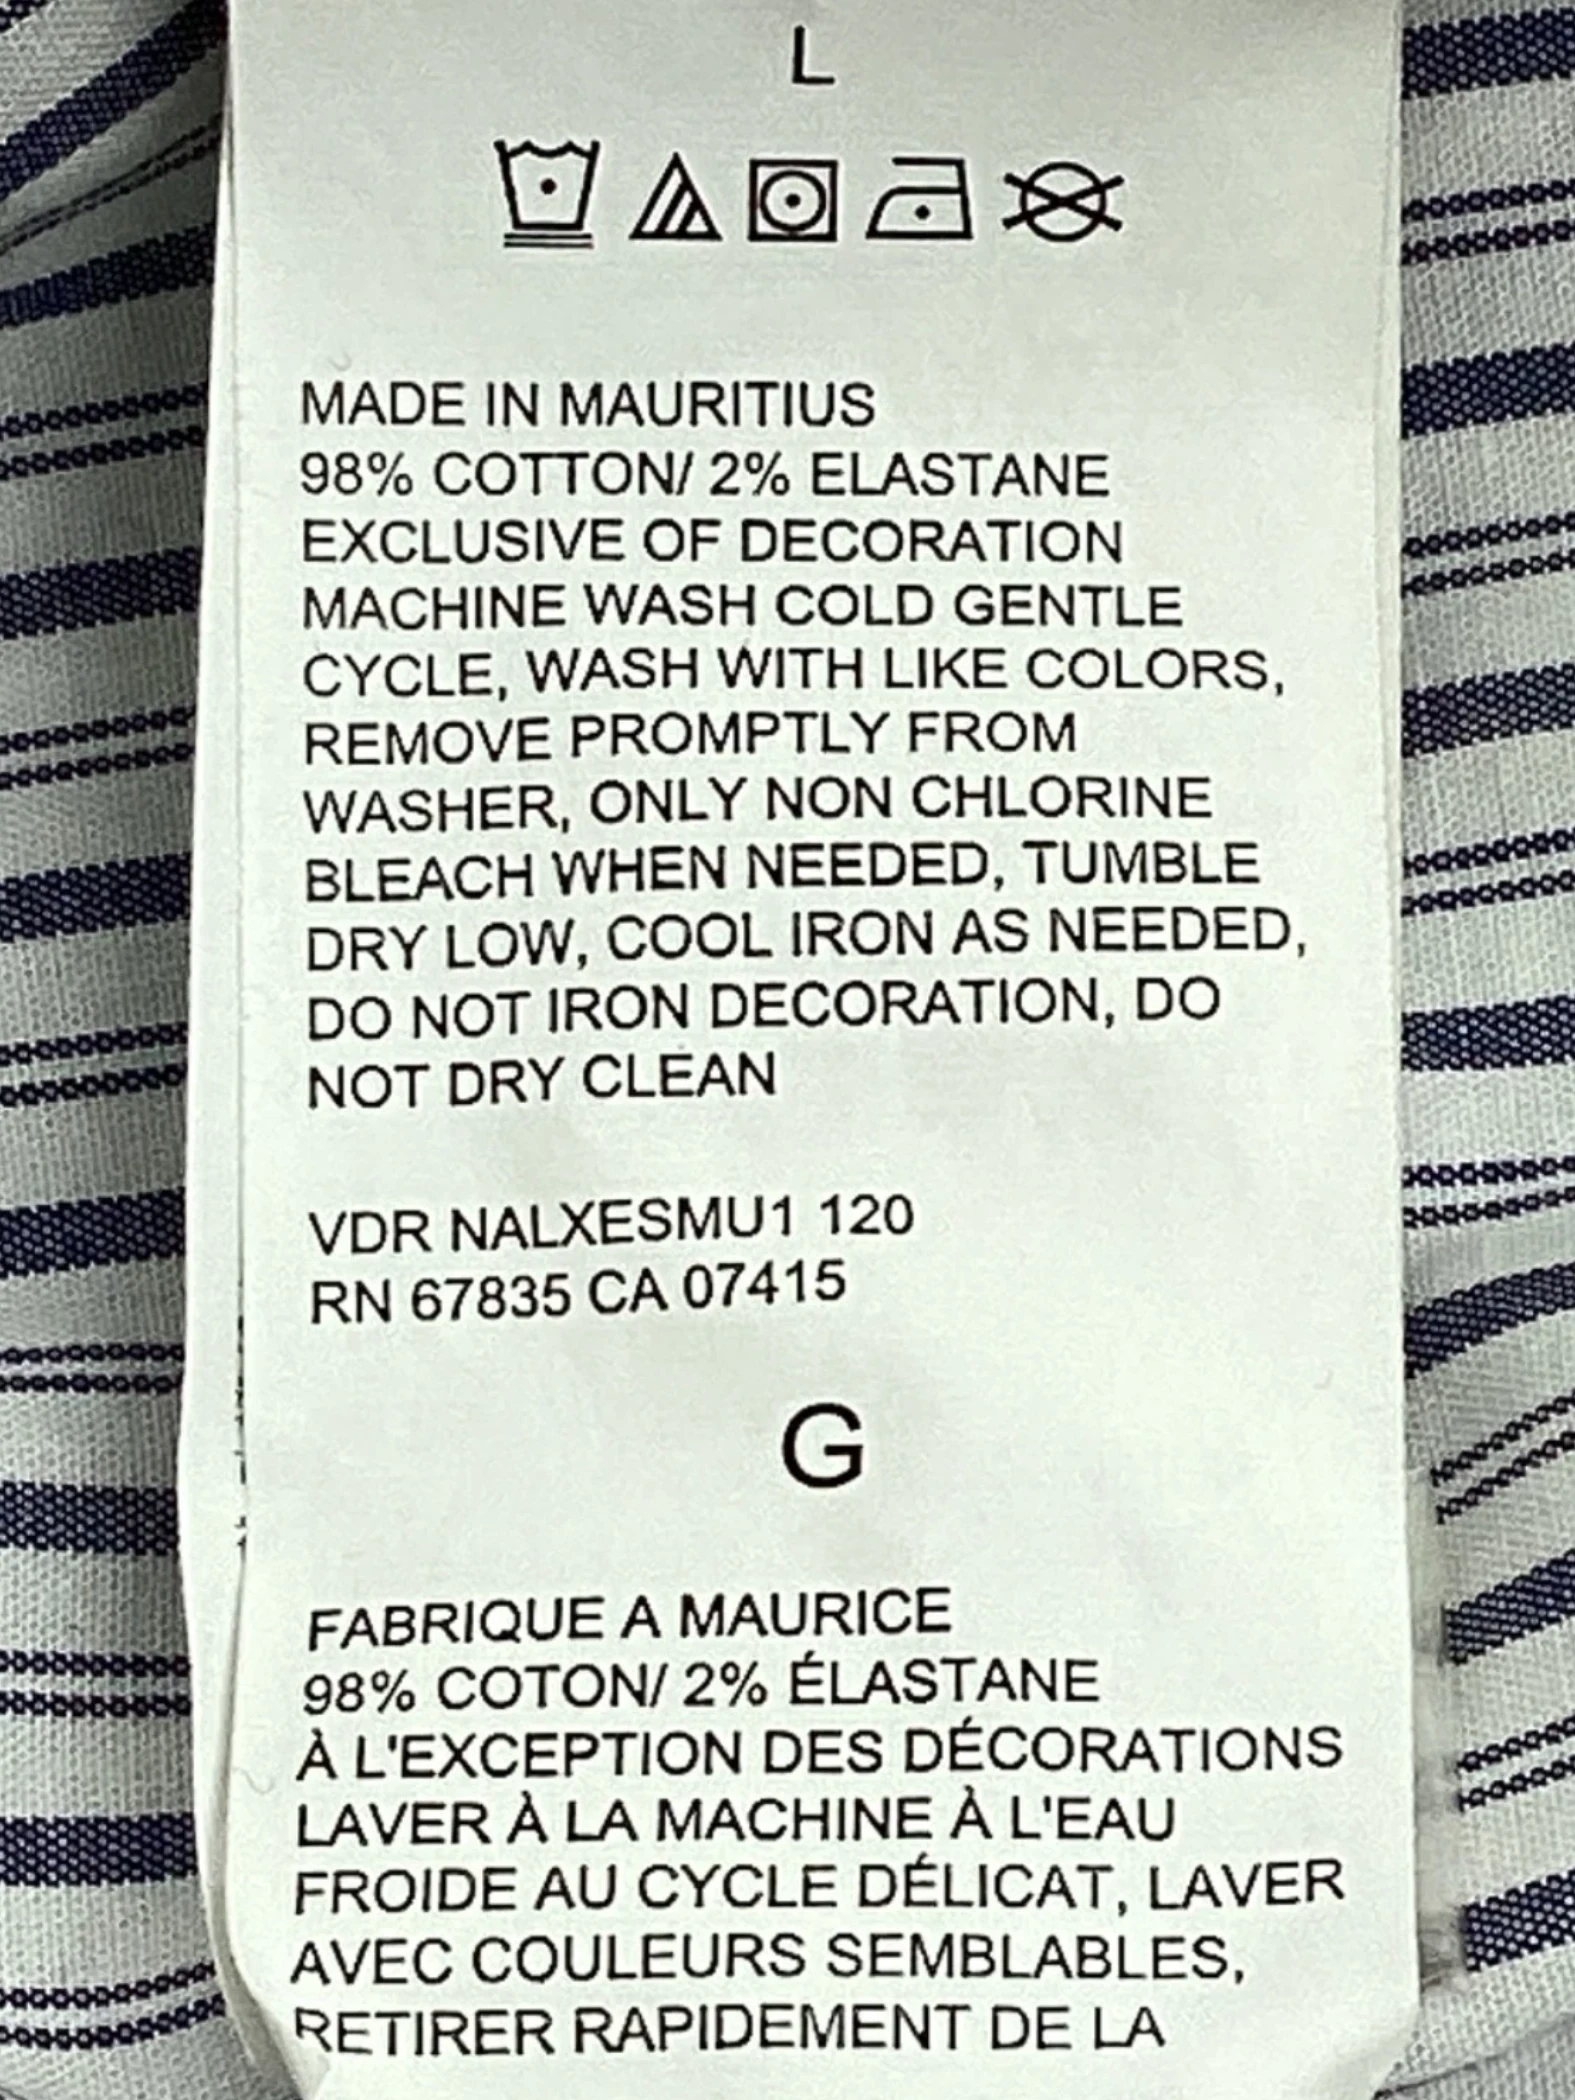 L
MADE IN MAURITIUS
98% COTTON/ 2% ELASTANE
EXCLUSIVE OF DECORATION
MACHINE WASH COLD GENTLE
CYCLE, WASH WITH LIKE COLORS,
REMOVE PROMPTLY FROM
WASHER, ONLY NON CHLORINE
BLEACH WHEN NEEDED, TUMBLE
DRY LOW, COOL IRON AS NEEDED,
DO NOT IRON DECORATION, DO
NOT DRY CLEAN
VDR NALXESMU1 120
RN 67835 CA 07415
G
FABRIQUE A MAURICE
98% COTON/ 2% ÉLASTANE
À L'EXCEPTION DES DÉCORATIONS
LAVER À LA MACHINE À L'EAU
FROIDE AU CYCLE DÉLICAT, LAVER
AVEC COULEURS SEMBLABLES,
RETIRER RAPIDEMENT DE LA